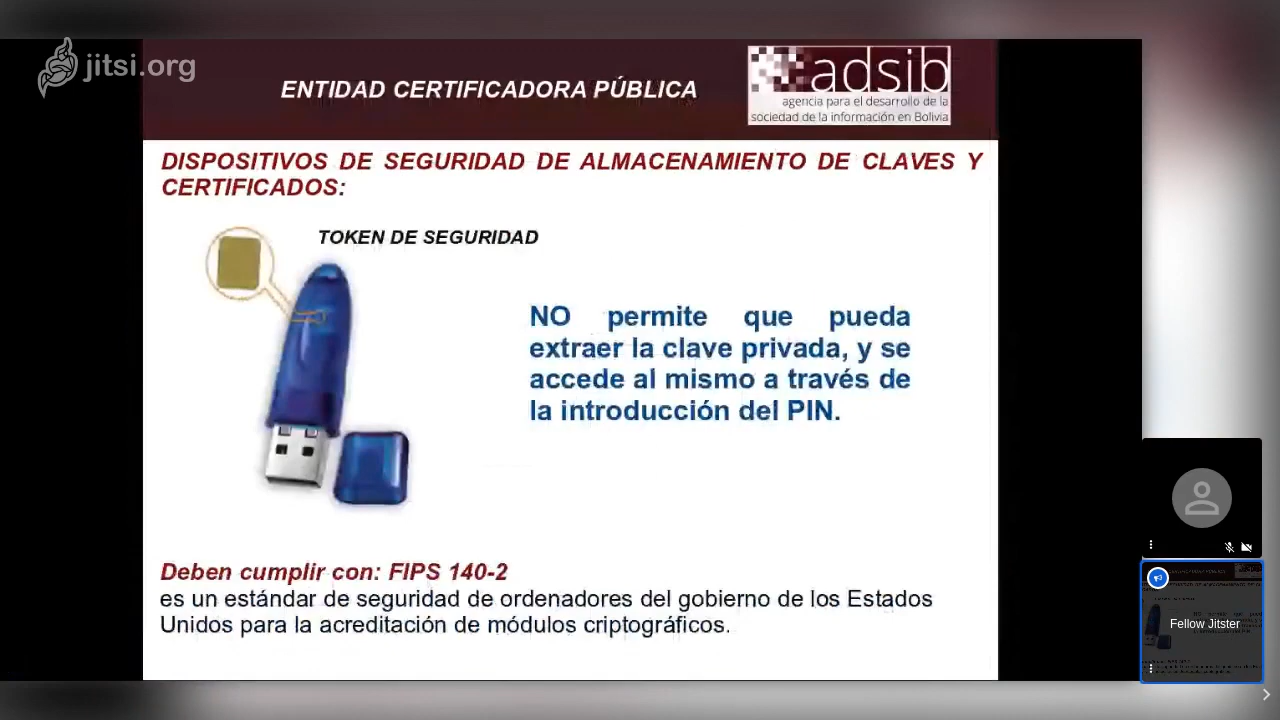 jitsi.org
ENTIDAD CERTIFICADORA PÚBLICA
adsib
agencia para el desarrollo de la
sociedad de la información en Bolivia
DISPOSITIVOS DE SEGURIDAD DE ALMACENAMIENTO DE CLAVES Y
CERTIFICADOS:
TOKEN DE SEGURIDAD
NO permite que pueda
extraer la clave privada, y se
accede al mismo a través de
la introducción del PIN.
Deben cumplir con: FIPS 140-2
es un estándar de seguridad de ordenadores del gobierno de los Estados
Unidos para la acreditación de módulos criptográficos.
Fellow Jitster